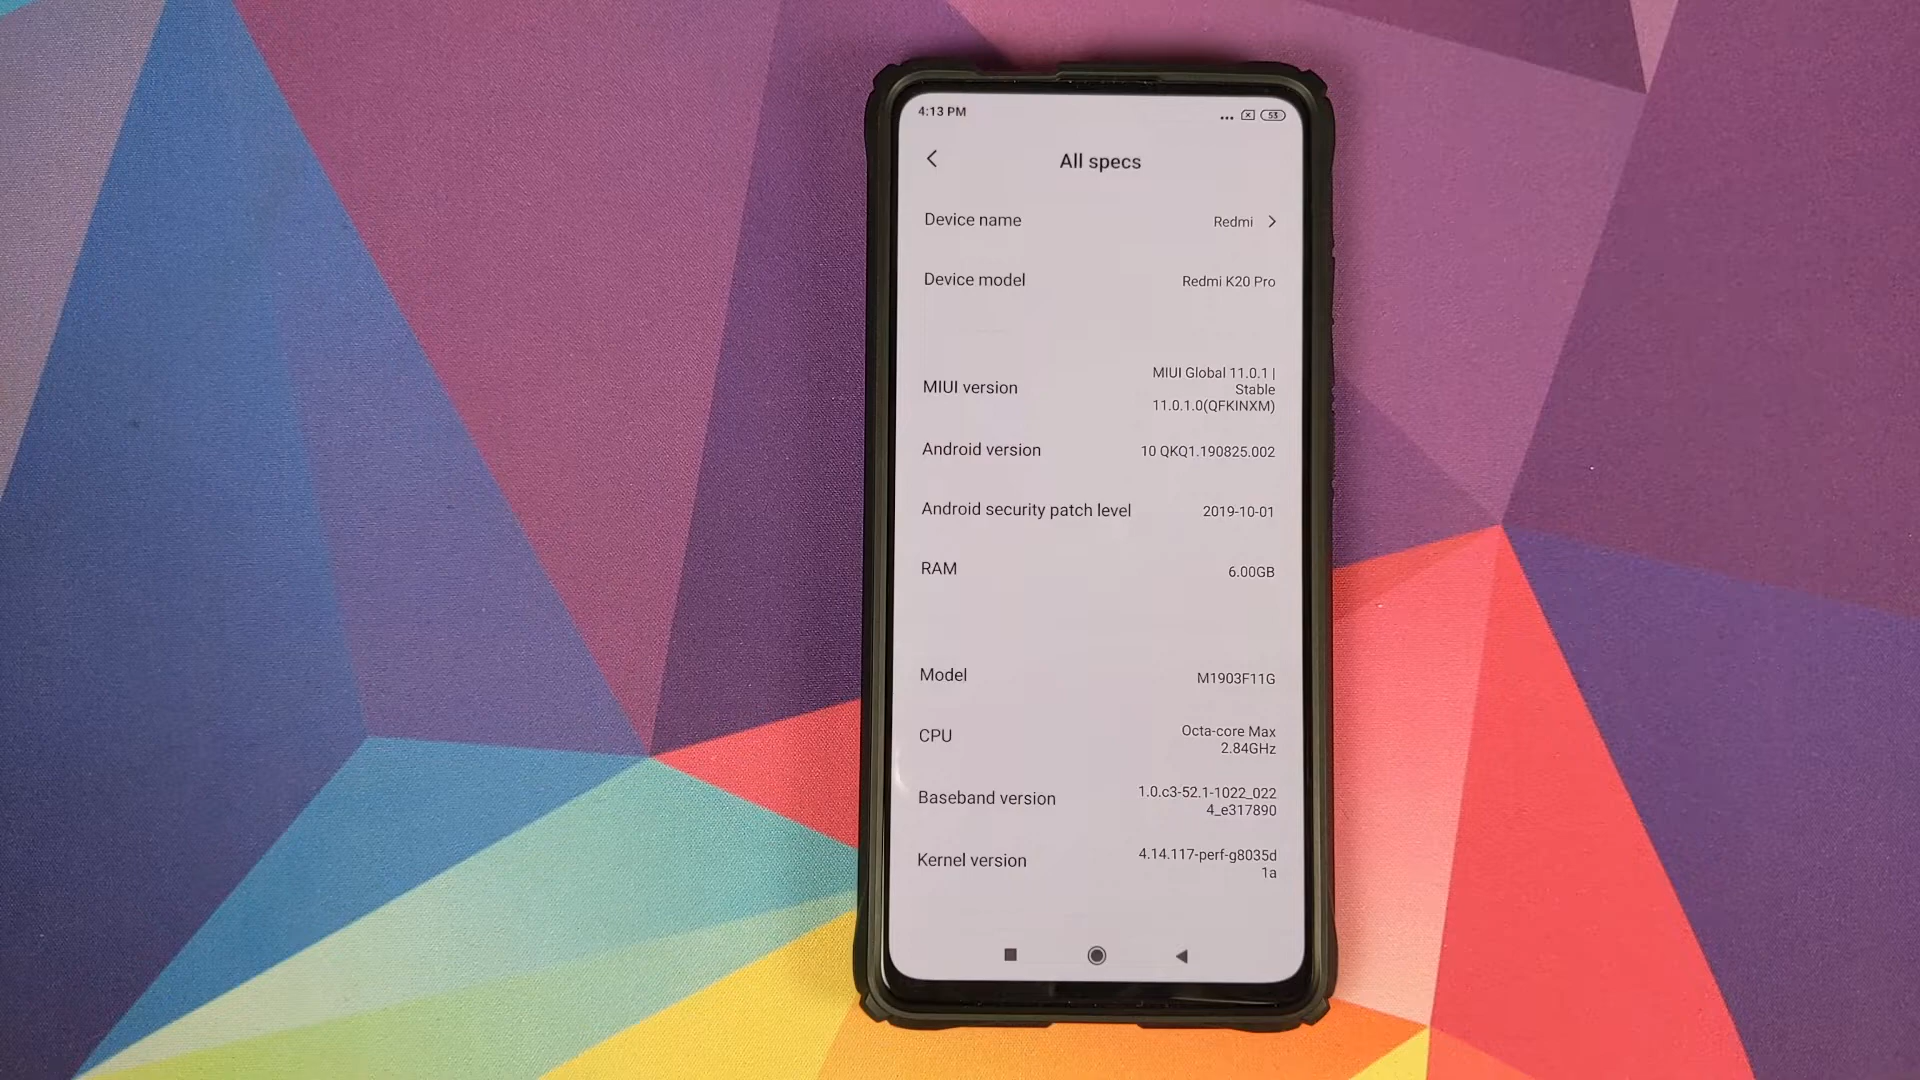 4:13 PM
53
All specs
Device name
Redmi
Device model
Redmi K20 Pro
MIUI version
MIUI Global 11.0.1 |
Stable
11.0.1.0(QFKINXM)
Android version
10 QKQ1.190825.002
Android security patch level
2019-10-01
RAM
6.00GB
Model
M1903F11G
CPU
Octa-core Max
2.84GHz
Baseband version
1.0.c3-52.1-1022_022
4_e317890
Kernel version
4.14.117-perf-g8035d
1a